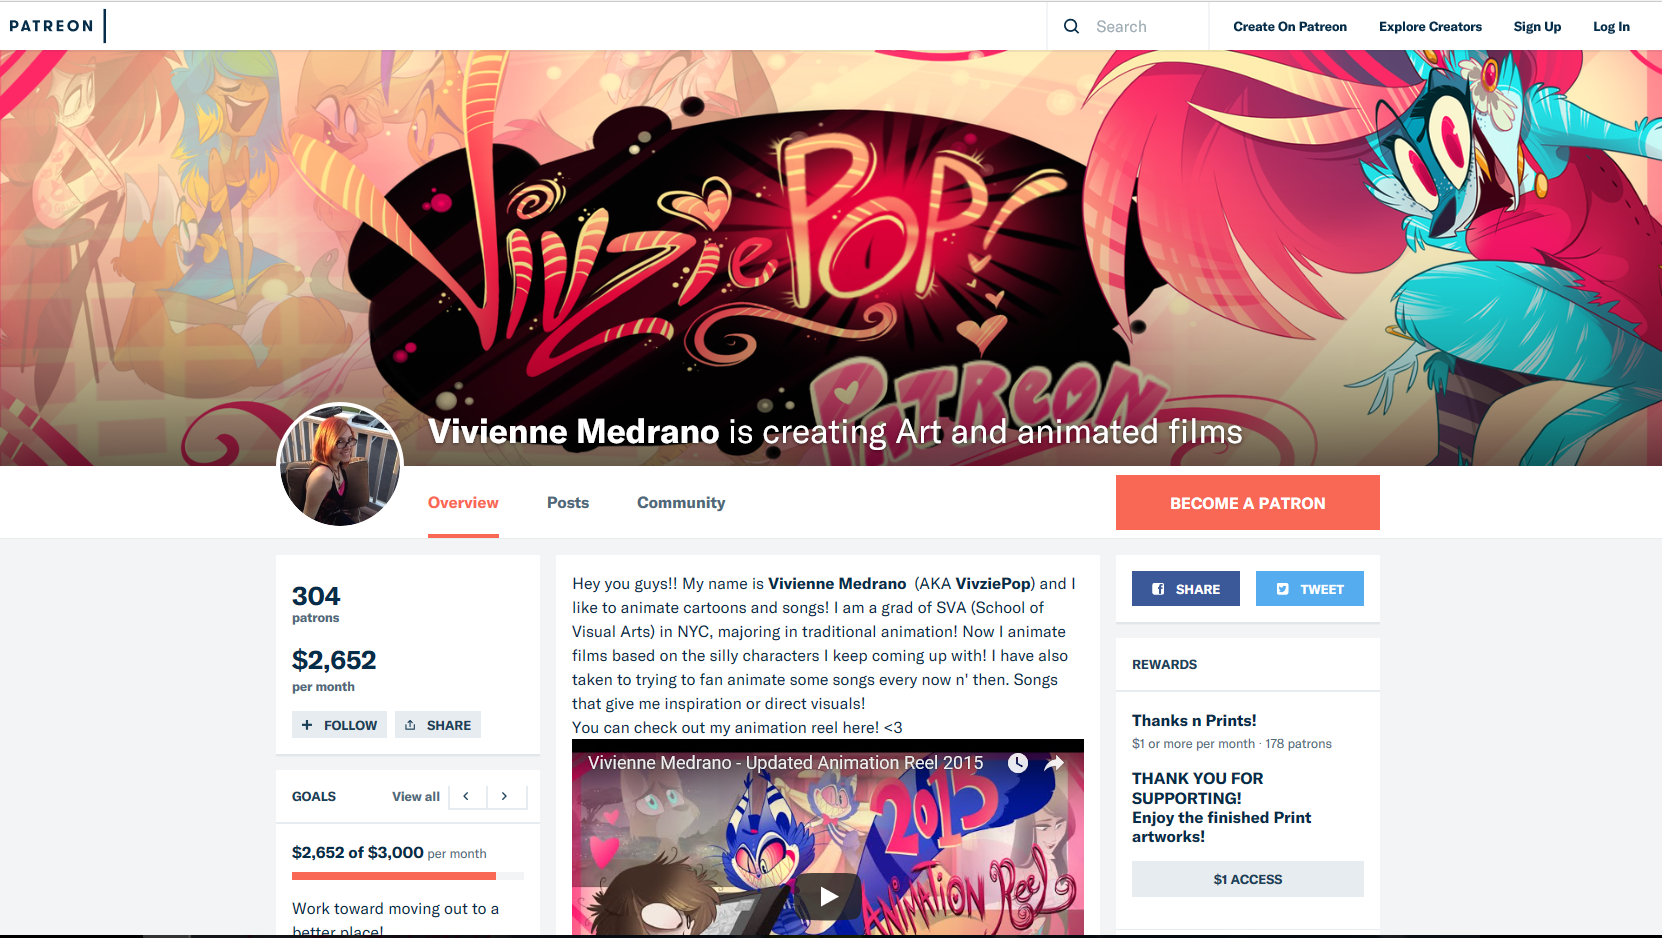 PATREON
Search
Create On Patreon
Explore Creators
Sign Up
Log In
VivziePOP!
PATREON
Vivienne Medrano is creating Art and animated films
Overview
Posts
Community
BECOME A PATRON
304
patrons
$2,652
per month
+ FOLLOW
SHARE
GOALS
View all
$2,652 of $3,000 per month
Work toward moving out to a
better place!
Hey you guys!! My name is Vivienne Medrano (AKA VivziePop) and I
like to animate cartoons and songs! I am a grad of SVA (School of
Visual Arts) in NYC, majoring in traditional animation! Now I animate
films based on the silly characters I keep coming up with! I have also
taken to trying to fan animate some songs every now n' then. Songs
that give me inspiration or direct visuals!
You can check out my animation reel here! <3
Vivienne Medrano - Updated Animation Reel 2015
2015
ANIMATION Reel
SHARE
TWEET
REWARDS
Thanks n Prints!
$1 or more per month · 178 patrons
THANK YOU FOR
SUPPORTING!
Enjoy the finished Print
artworks!
$1 ACCESS